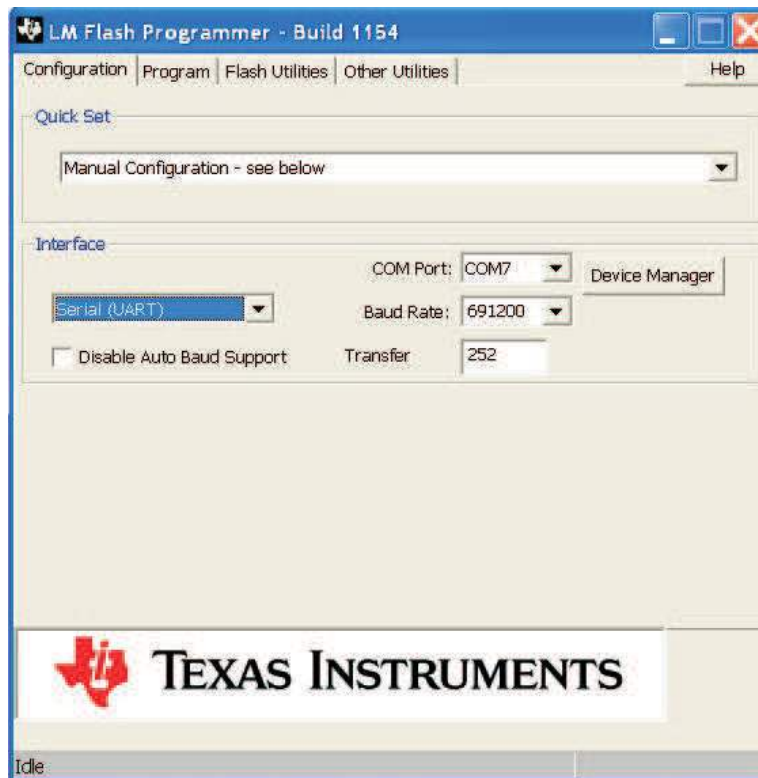 LM Flash Programmer - Build 1154
Configuration Program Flash Utilities Other Utilities Help
Quick Set
Manual Configuration - see below
Interface
COM Port: COM7 Device Manager
Serial (UART) Baud Rate: 691200
Disable Auto Baud Support Transfer 252
TEXAS INSTRUMENTS
Idle